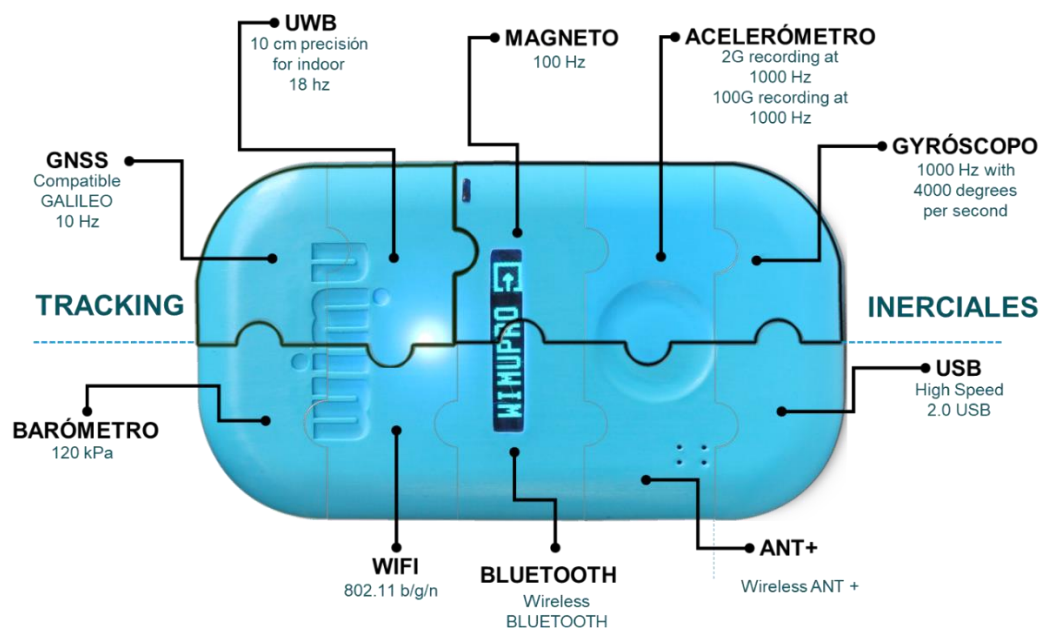 UWB
10 cm precisión
for indoor
18 hz
MAGNETO
100 Hz
ACELERÓMETRO
2G recording at
1000 Hz
100G recording at
1000 Hz
GNSS
Compatible
GALILEO
10 Hz
GYRÓSCOPO
1000 Hz with
4000 degrees
per second
TRACKING
INERCIALES
wimu
WIMUPRO
BARÓMETRO
120 kPa
USB
High Speed
2.0 USB
WIFI
802.11 b/g/n
BLUETOOTH
Wireless
BLUETOOTH
ANT+
Wireless ANT +